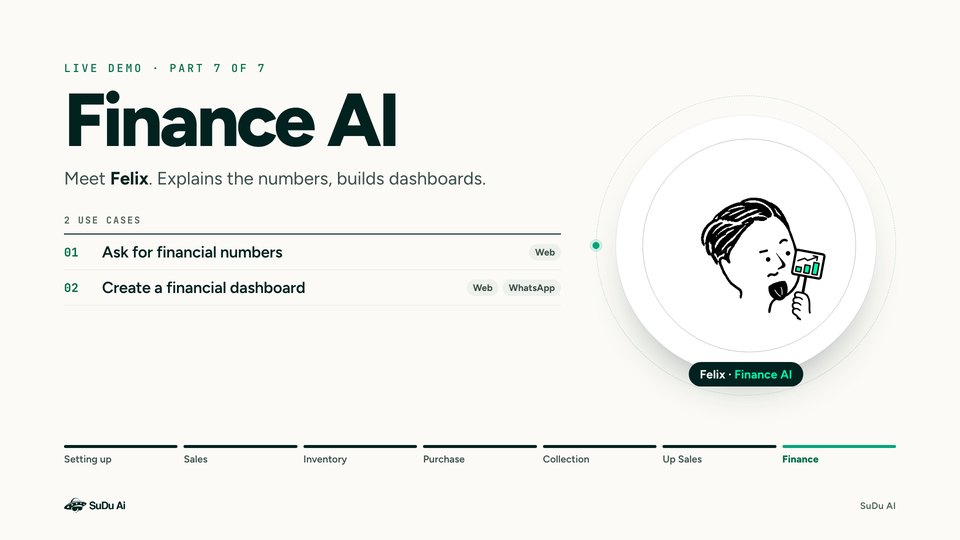 LIVE DEMO · PART 7 OF 7
Finance AI
Meet Felix. Explains the numbers, builds dashboards.
2 USE CASES
01 Ask for financial numbers Web
02 Create a financial dashboard Web WhatsApp
Felix · Finance AI
Setting up Sales Inventory Purchase Collection Up Sales Finance
SuDu Ai SuDu AI